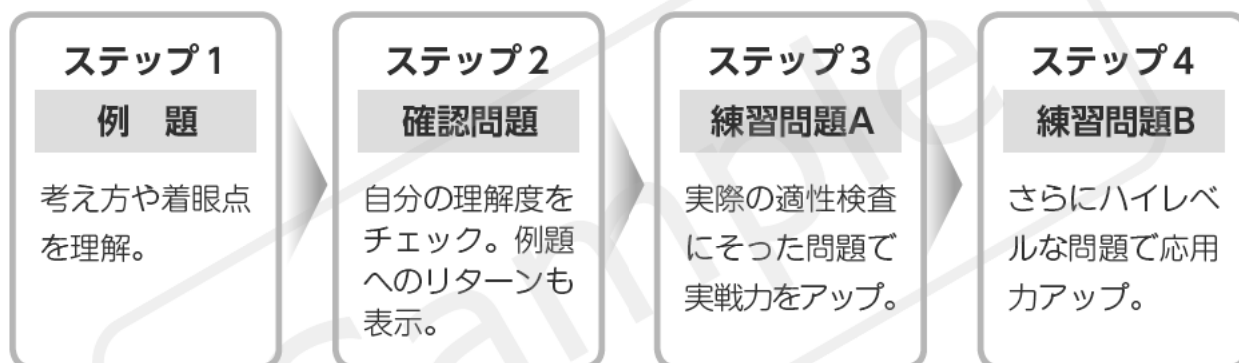 ステップ1
例　題
考え方や着眼点
を理解。
ステップ2
確認問題
自分の理解度を
チェック。例題
へのリターンも
表示。
ステップ3
練習問題A
実際の適性検査
にそった問題で
実戦力をアップ。
ステップ4
練習問題B
さらにハイレベ
ルな問題で応用
力アップ。
Sample